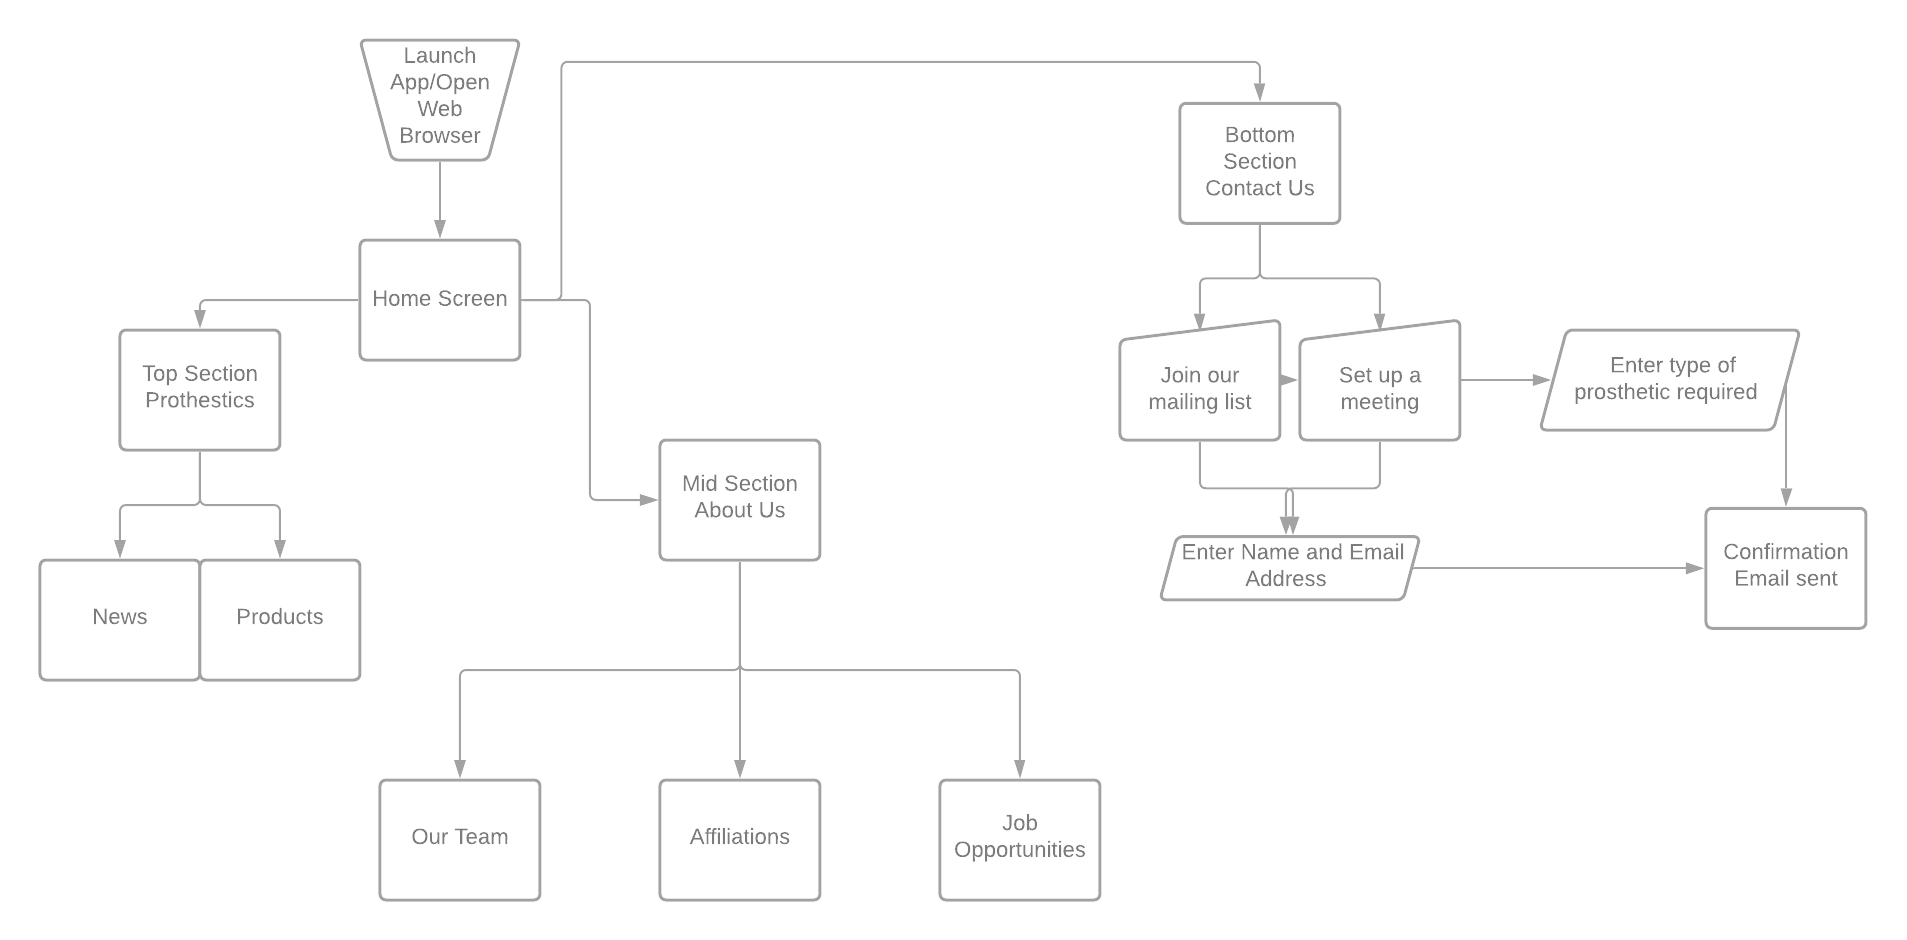 Launch
App/Open
Web
Browser
Home Screen
Top Section
Prothestics
News
Products
Mid Section
About Us
Our Team
Affiliations
Job
Opportunities
Bottom
Section
Contact Us
Join our
mailing list
Set up a
meeting
Enter type of
prosthetic required
Enter Name and Email
Address
Confirmation
Email sent